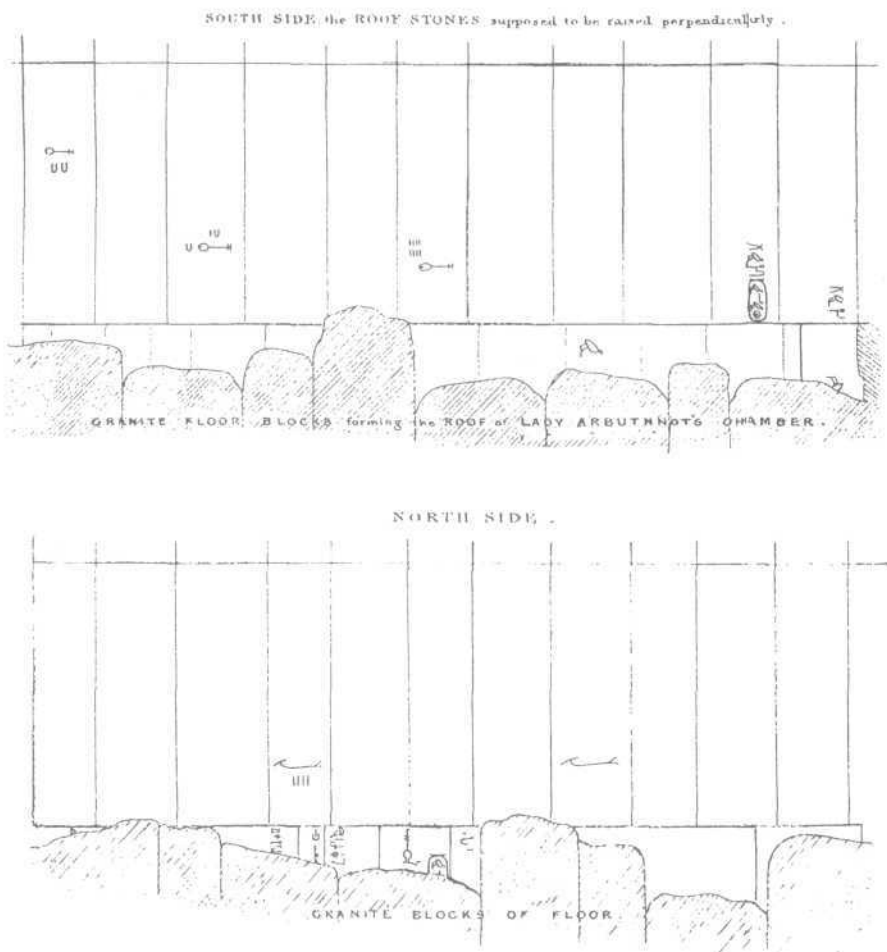 SOUTH SIDE the ROOF STONES supposed to be raised perpendicularly.
GRANITE FLOOR BLOCKS forming the ROOF of LADY ARBUTHNOT'S CHAMBER.
NORTH SIDE.
GRANITE BLOCKS OF FLOOR